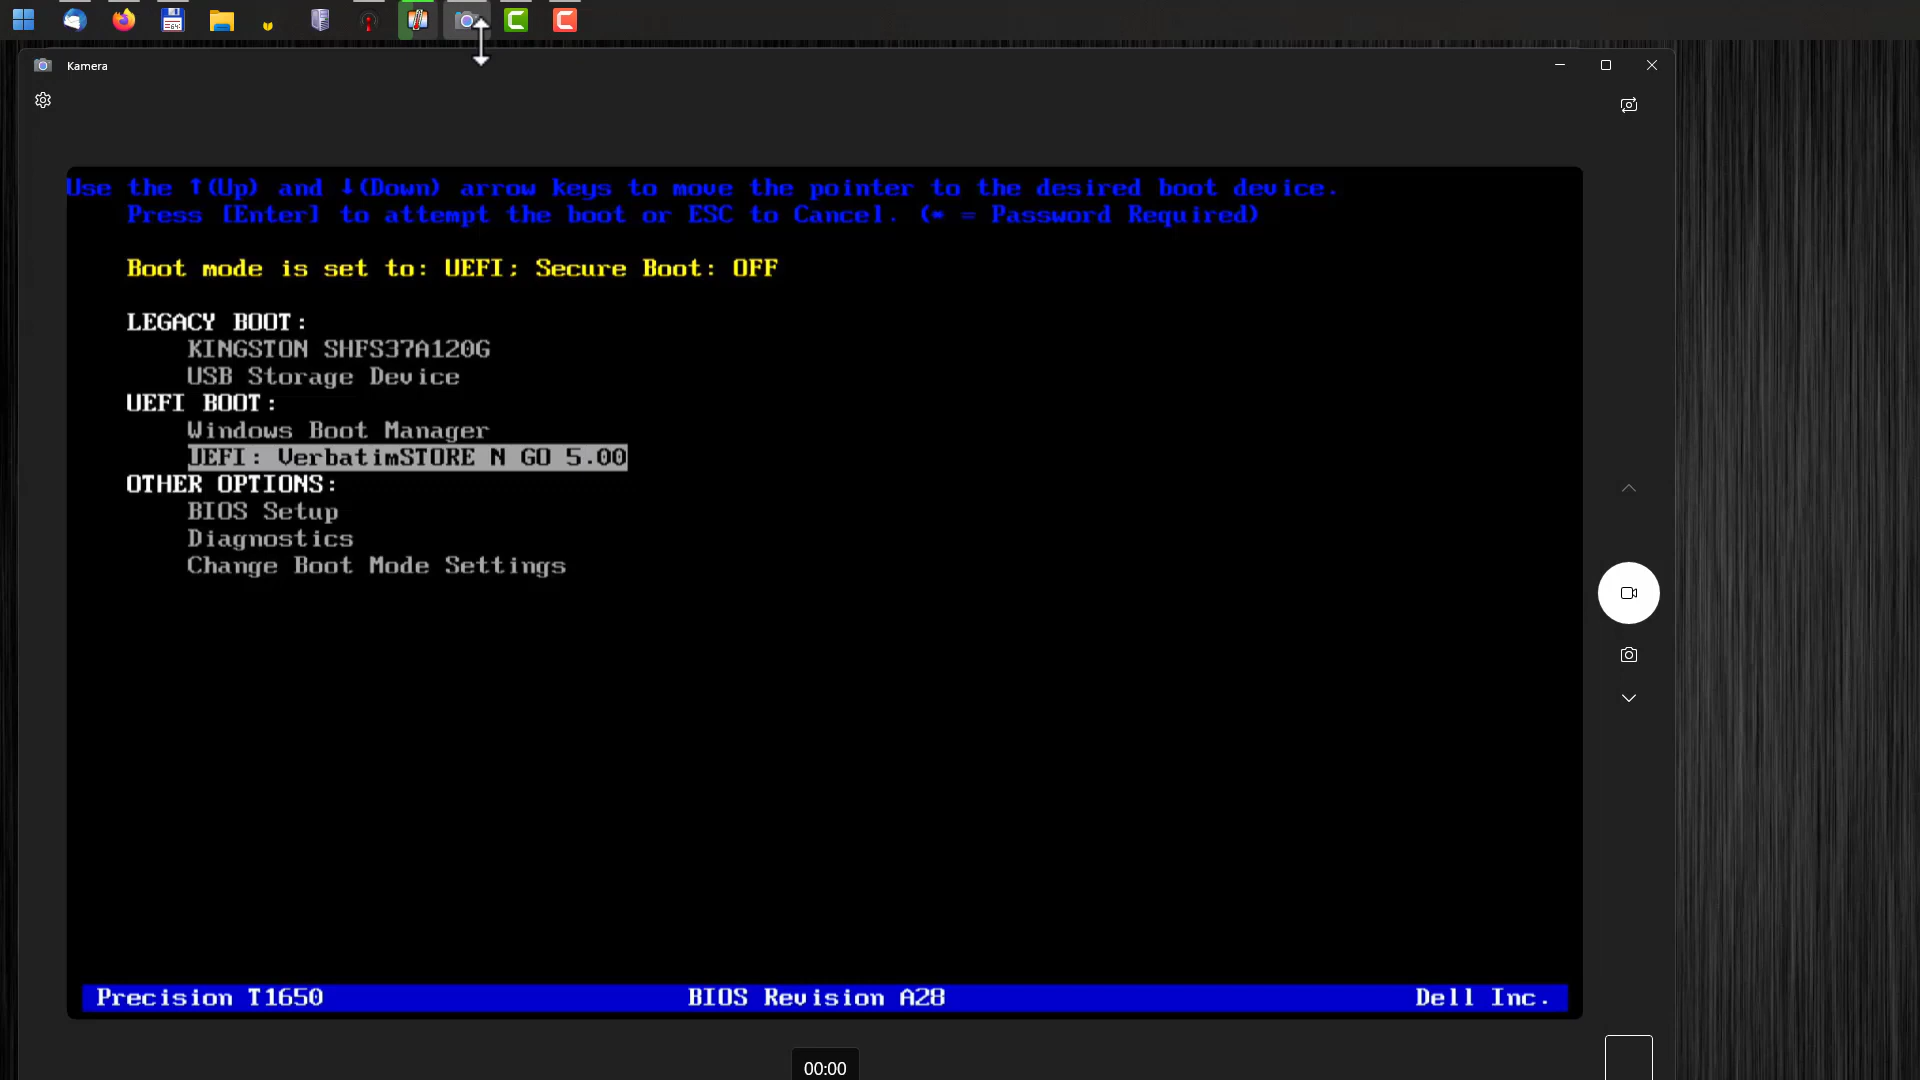 Kamera
Use the ↑(Up) and ↓(Down) arrow keys to move the pointer to the desired boot device.
Press [Enter] to attempt the boot or ESC to Cancel. (* = Password Required)
Boot mode is set to: UEFI; Secure Boot: OFF
LEGACY BOOT:
KINGSTON SHFS37A120G
USB Storage Device
UEFI BOOT:
Windows Boot Manager
UEFI: VerbatimSTORE N GO 5.00
OTHER OPTIONS:
BIOS Setup
Diagnostics
Change Boot Mode Settings
Precision T1650 BIOS Revision A28 Dell Inc.
00:00